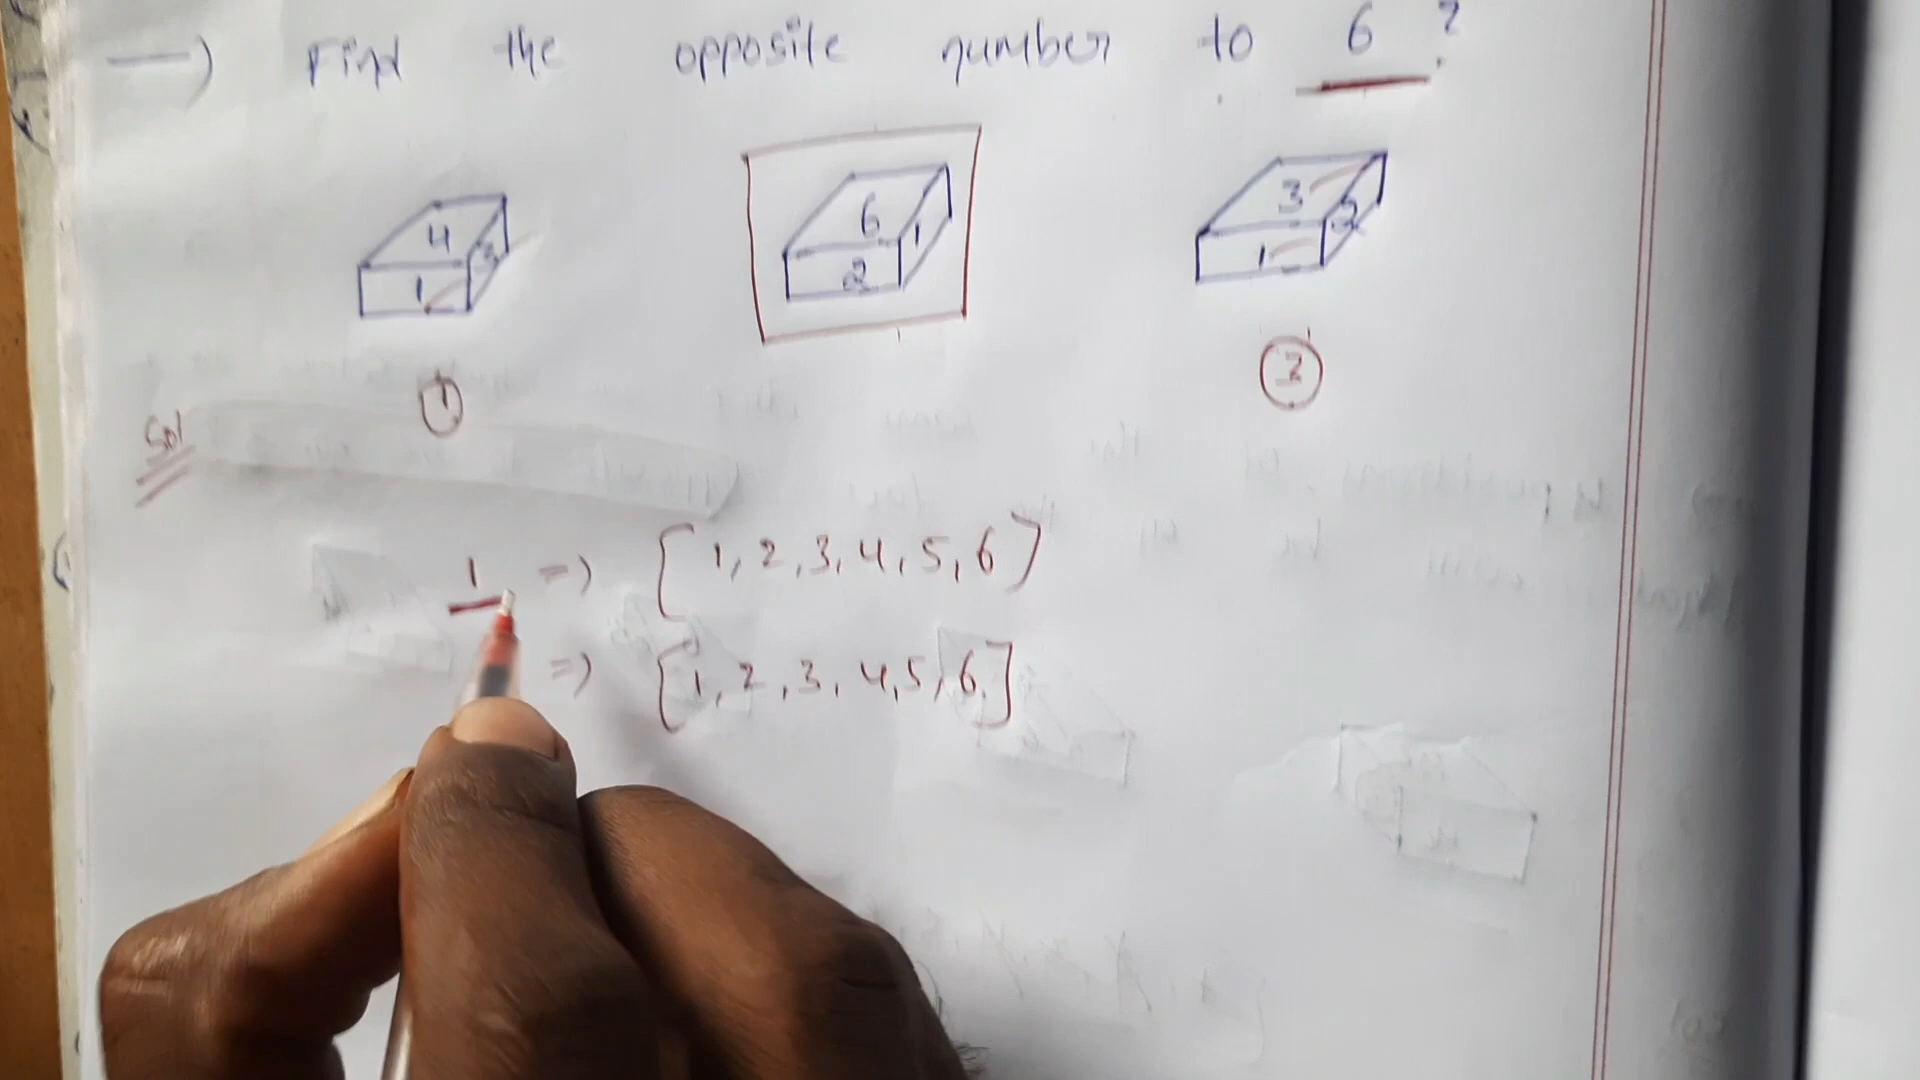 —) Find the opposite number to 6 ?
4 1 3
6 2 1
3 1 2
1
2
Sol
1 => [1, 2, 3, 4, 5, 6]
=> [1, 2, 3, 4, 5, 6]